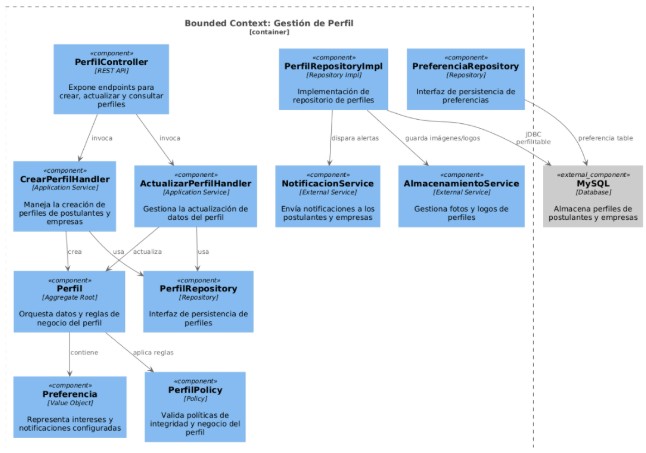 Bounded Context: Gestión de Perfil
[container]
«component»
PerfilController
[REST API]
Expone endpoints para
crear, actualizar y consultar
perfiles
«component»
PerfilRepositoryImpl
[Repository Impl]
Implementación de
repositorio de perfiles
«component»
PreferenciaRepository
[Repository]
Interfaz de persistencia de
preferencias
invoca
invoca
dispara alertas
guarda imágenes/logos
JDBC
perfiltable
preferencia table
«component»
CrearPerfilHandler
[Application Service]
Maneja la creación de
perfiles de postulantes y
empresas
«component»
ActualizarPerfilHandler
[Application Service]
Gestiona la actualización de
datos del perfil
«component»
NotificacionService
[External Service]
Envía notificaciones a los
postulantes y empresas
«component»
AlmacenamientoService
[External Service]
Gestiona fotos y logos de
perfiles
«external_component»
MySQL
[Database]
Almacena perfiles de
postulantes y empresas
crea
usa
actualiza
usa
«component»
Perfil
[Aggregate Root]
Orquesta datos y reglas de
negocio del perfil
«component»
PerfilRepository
[Repository]
Interfaz de persistencia de
perfiles
contiene
aplica reglas
«component»
Preferencia
[Value Object]
Representa intereses y
notificaciones configuradas
«component»
PerfilPolicy
[Policy]
Valida políticas de
integridad y negocio del
perfil